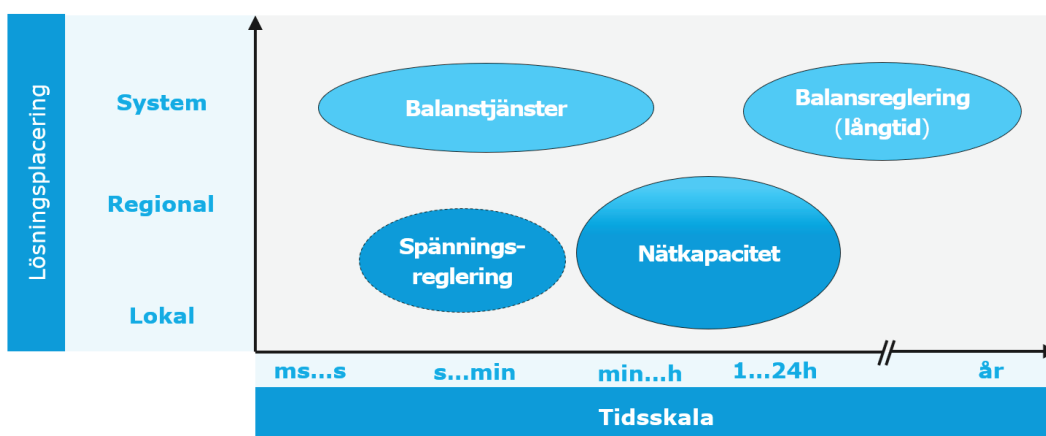 Lösningsplacering
System
Regional
Lokal
Balanstjänster
Balansreglering
(långtid)
Spännings-
reglering
Nätkapacitet
ms...s
s...min
min...h
1...24h
år
Tidsskala